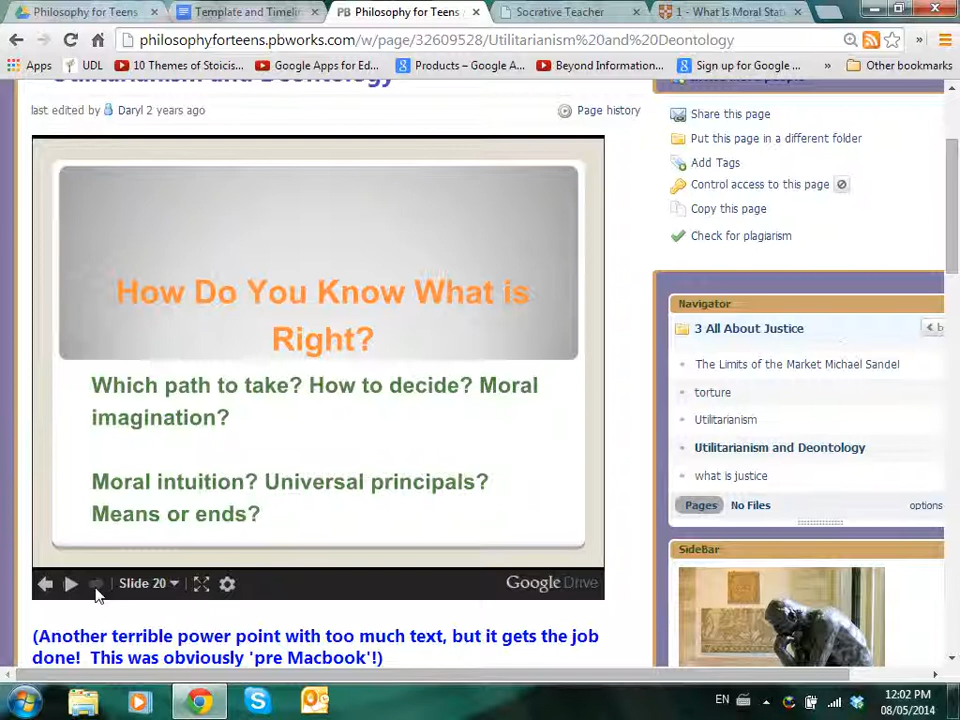 Philosophy for Teens
Template and Timelin
PB Philosophy for Teens
Socrative Teacher
1 - What Is Moral Stat
philosophyforteens.pbworks.com/w/page/32609528/Utilitarianism%20and%20Deontology
Apps UDL 10 Themes of Stoicis... Google Apps for Ed... Products – Google A... Beyond Information... Sign up for Google ... » Other bookmarks
Utilitarianism and Deontology
last edited by Daryl 2 years ago
Page history
How Do You Know What is
Right?
Which path to take? How to decide? Moral
imagination?
Moral intuition? Universal principals?
Means or ends?
Slide 20
Google Drive
(Another terrible power point with too much text, but it gets the job
done! This was obviously 'pre Macbook'!)
Share this page
Put this page in a different folder
Add Tags
Control access to this page
Copy this page
Check for plagiarism
Navigator
3 All About Justice
b
The Limits of the Market Michael Sandel
torture
Utilitarianism
Utilitarianism and Deontology
what is justice
Pages No Files options
SideBar
EN
12:02 PM
08/05/2014